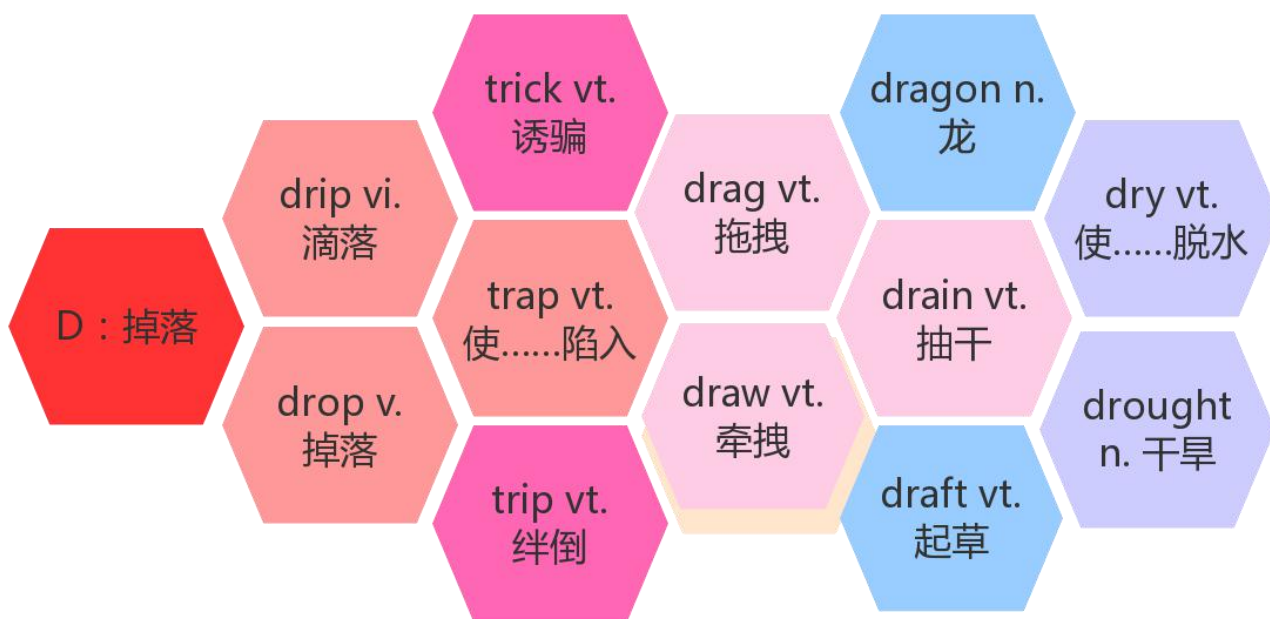 D：掉落
drip vi.
滴落
drop v.
掉落
trick vt.
诱骗
trap vt.
使……陷入
trip vt.
绊倒
drag vt.
拖拽
draw vt.
牵拽
dragon n.
龙
drain vt.
抽干
draft vt.
起草
dry vt.
使……脱水
drought
n. 干旱